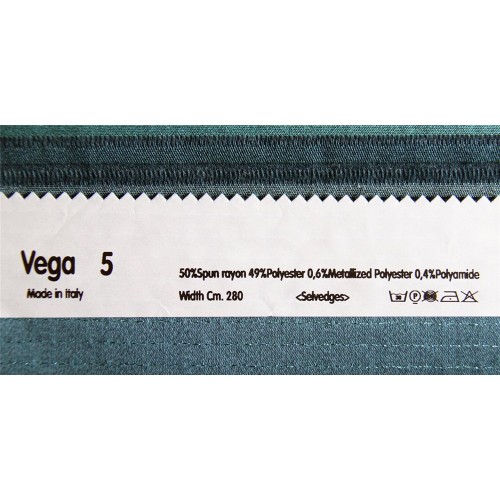 Vega 5
Made in Italy
50%Spun rayon 49%Polyester 0,6%Metallized Polyester 0,4%Polyamide
Width Cm. 280 <Selvedges>